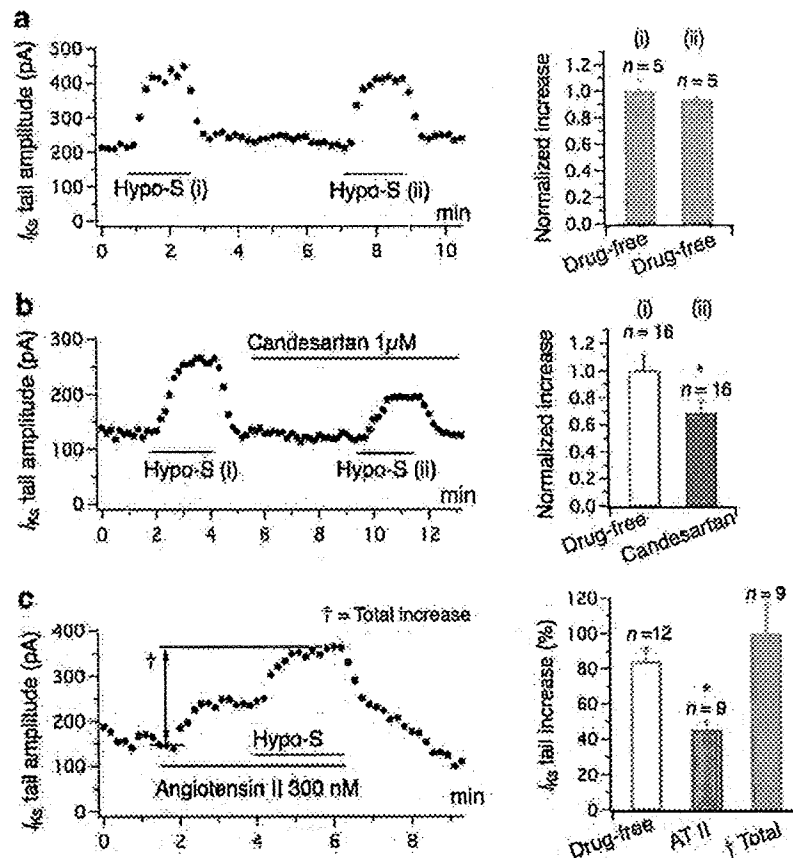 a
I_Ks tail amplitude (pA)
500
400
300
200
100
0
Hypo-S (i)
Hypo-S (ii)
min
0 2 4 6 8 10
Normalized increase
1.2
1.0
0.8
0.6
0.4
0.2
0.0
(i) (ii)
n = 5
n = 5
Drug-free
Drug-free
b
I_Ks tail amplitude (pA)
300
200
100
0
Candesartan 1µM
Hypo-S (i)
Hypo-S (ii)
min
0 2 4 6 8 10 12
Normalized increase
1.2
1.0
0.8
0.6
0.4
0.2
0.0
(i) (ii)
n = 16
*
n = 16
Drug-free
Candesartan
c
I_Ks tail amplitude (pA)
400
300
200
100
0
† = Total increase
†
Hypo-S
Angiotensin II 300 nM
min
0 2 4 6 8
I_Ks tail increase (%)
120
100
80
60
40
20
0
n = 12
*
n = 9
n = 9
Drug-free
AT II
† Total